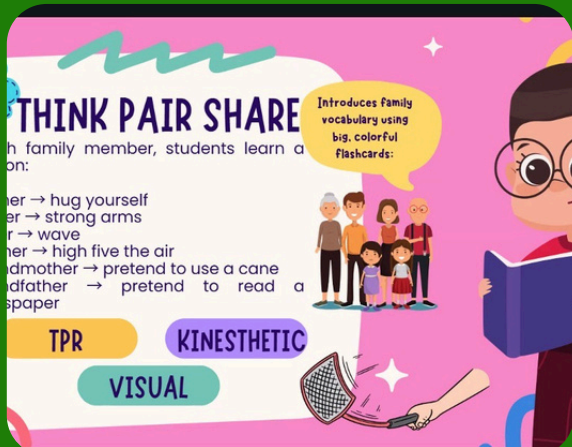 THINK PAIR SHARE
h family member, students learn a
on:
her → hug yourself
er → strong arms
r → wave
her → high five the air
ndmother → pretend to use a cane
ndfather → pretend to read a
spaper
TPR
KINESTHETIC
VISUAL
Introduces family
vocabulary using
big, colorful
flashcards: